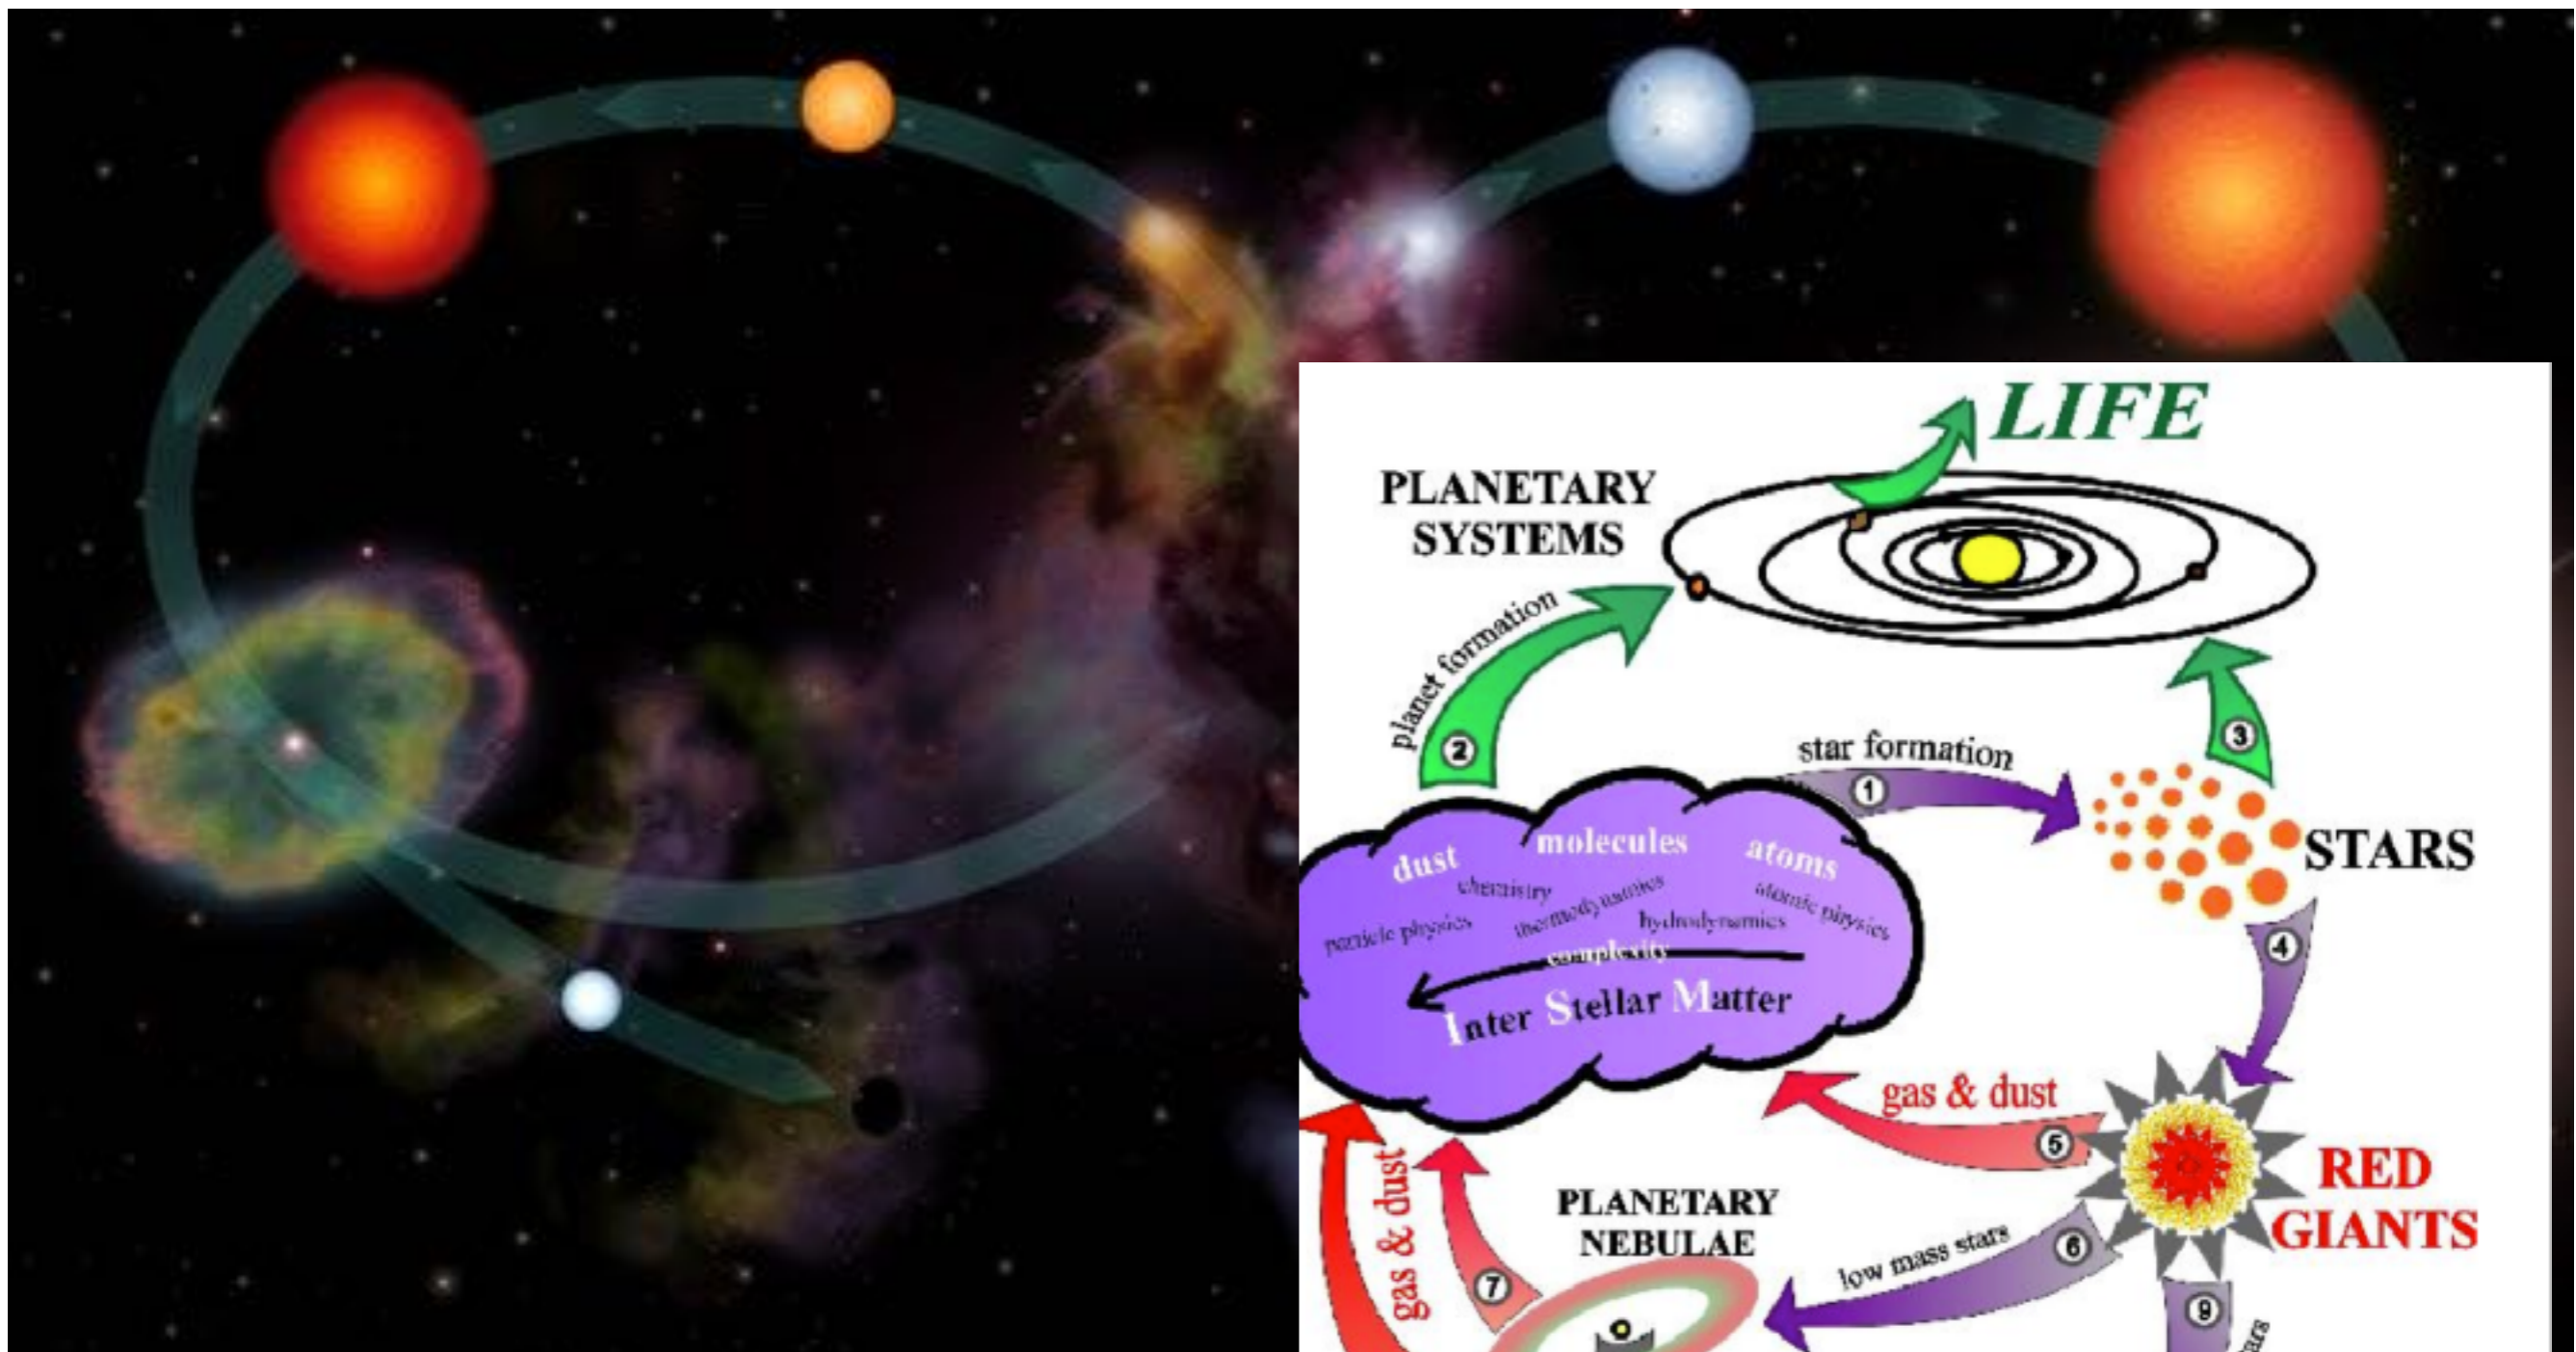 LIFE
PLANETARY
SYSTEMS
planet formation
2
3
star formation
1
dust molecules atoms
chemistry
particle physics
thermodynamics
hydrodynamics
atomic physics
complexity
Inter Stellar Matter
STARS
4
gas & dust
5
RED
GIANTS
gas & dust
7
PLANETARY
NEBULAE
low mass stars
6
9